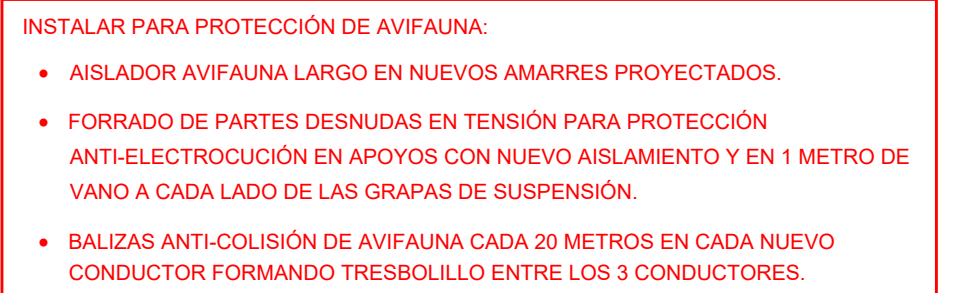 INSTALAR PARA PROTECCIÓN DE AVIFAUNA:
• AISLADOR AVIFAUNA LARGO EN NUEVOS AMARRES PROYECTADOS.
• FORRADO DE PARTES DESNUDAS EN TENSIÓN PARA PROTECCIÓN
ANTI-ELECTROCUCIÓN EN APOYOS CON NUEVO AISLAMIENTO Y EN 1 METRO DE
VANO A CADA LADO DE LAS GRAPAS DE SUSPENSIÓN.
• BALIZAS ANTI-COLISIÓN DE AVIFAUNA CADA 20 METROS EN CADA NUEVO
CONDUCTOR FORMANDO TRESBOLILLO ENTRE LOS 3 CONDUCTORES.